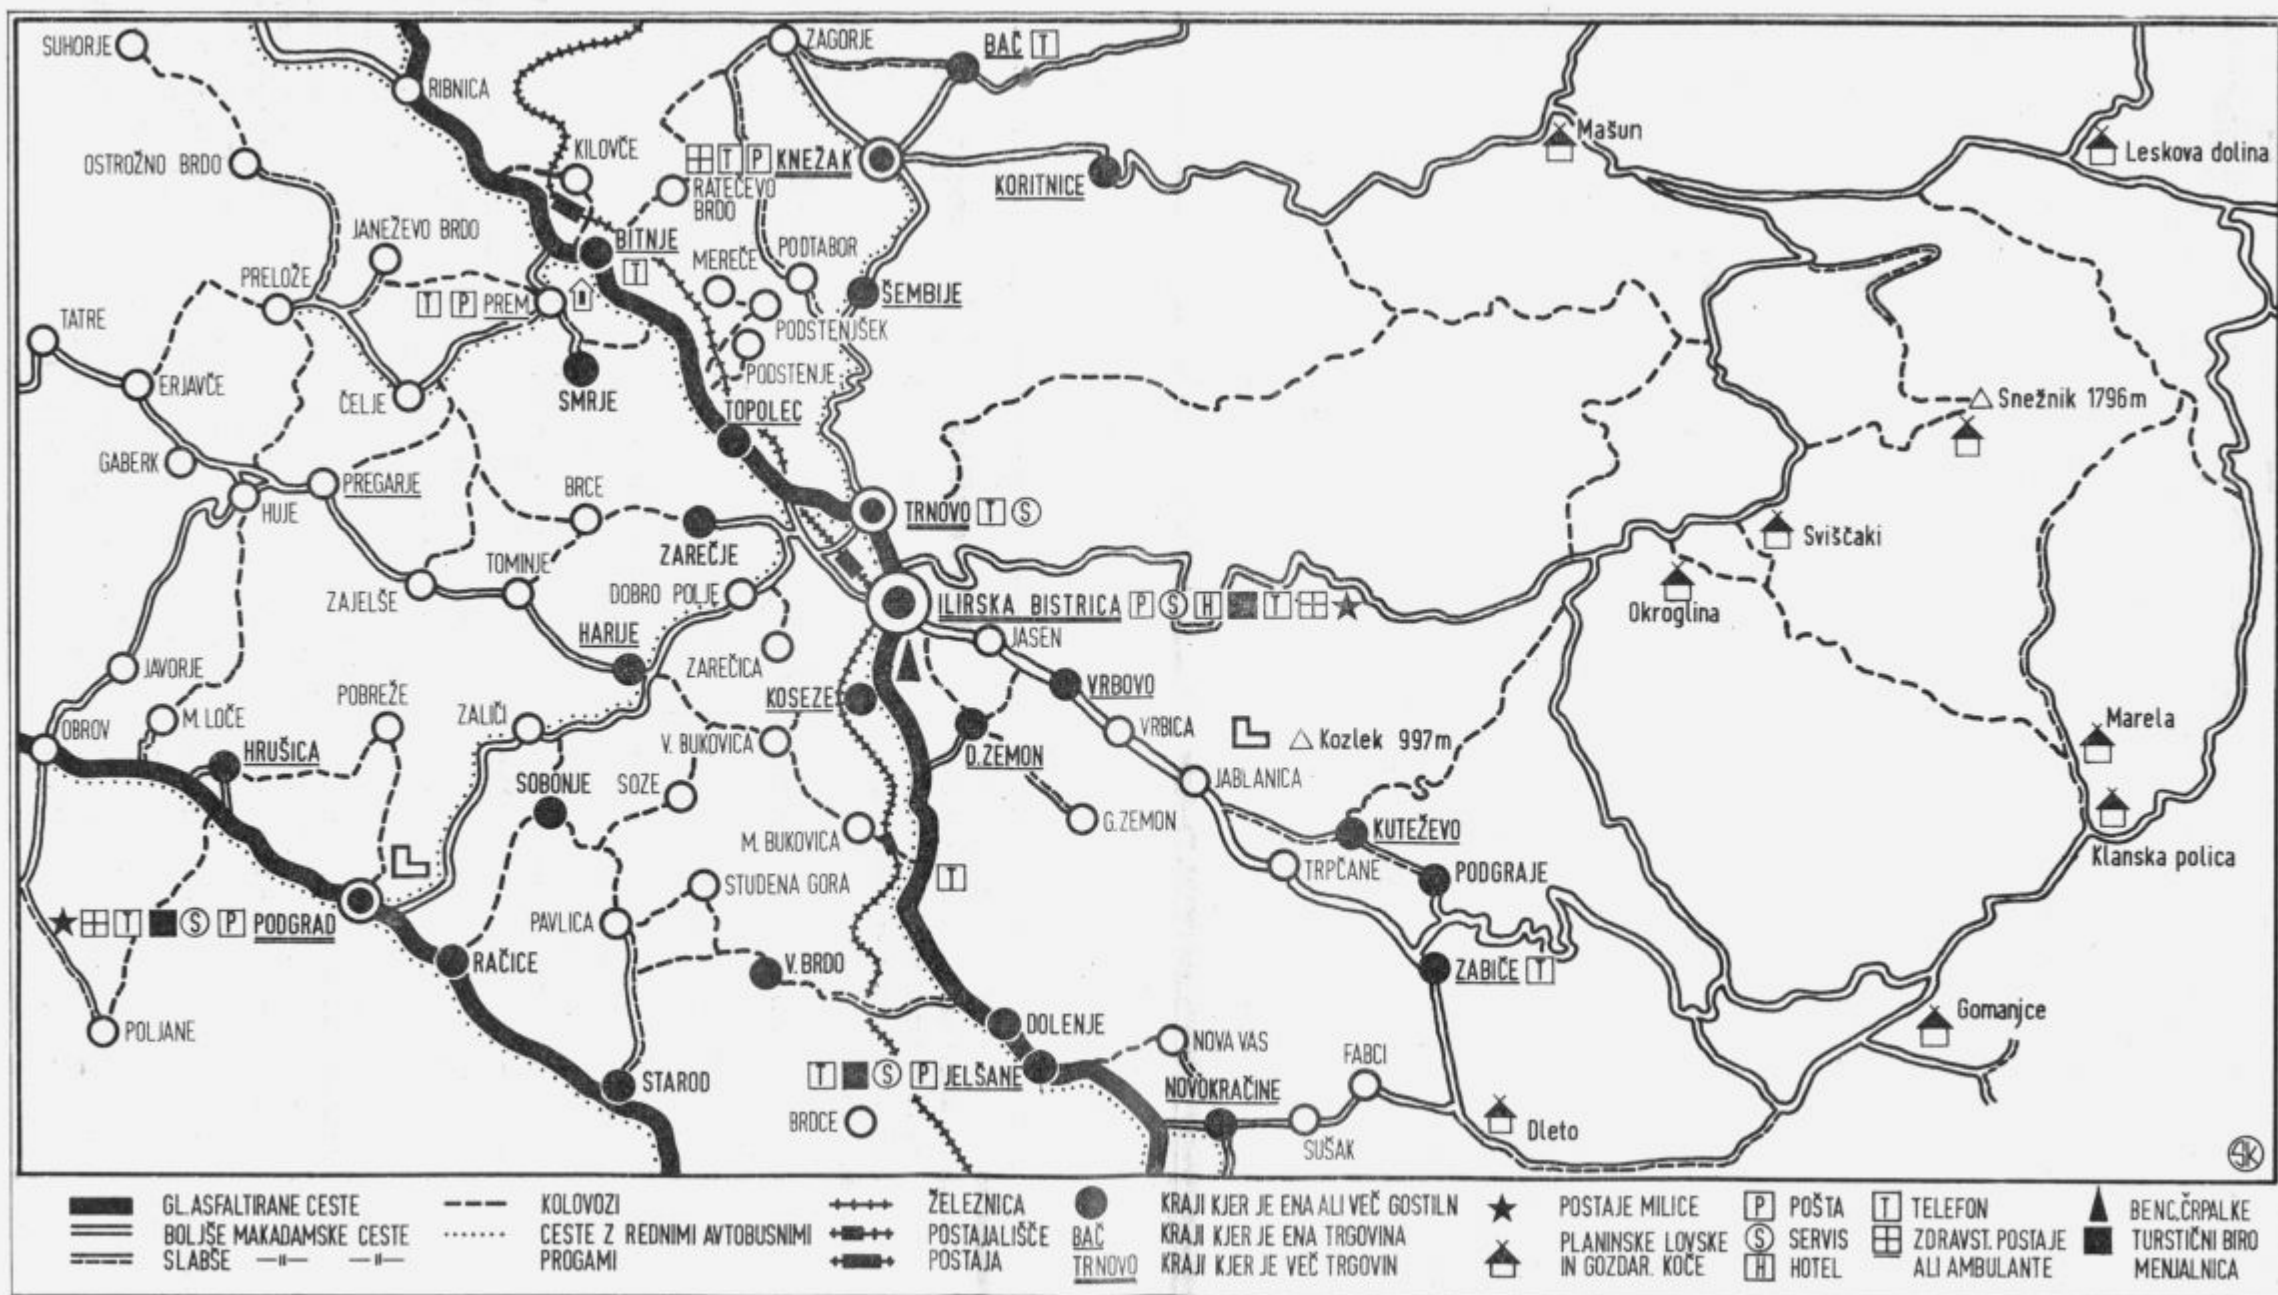 SUHORJE
ZAGORJE
BAČ T
RIBNICA
Mašun
Leskova dolina
KILOVČE
OSTROŽNO BRDO
T P KNEŽAK
RATEČEVO
BRDO
KORITNICE
JANEŽEVO BRDO
BITNJE
T
MEREČE
PODTABOR
PRELOŽE
T P PREM
ŠEMBIJE
TATRE
PODSTENJŠEK
PODSTENJE
ERJAVČE
ČELJE
SMRJE
TOPOLEC
Snežnik 1796m
GABERK
PREGARJE
HUJE
BRCE
TRNOVO T S
ZAREČJE
Sviščaki
TOMINJE
ZAJELŠE
DOBRO POLJE
ILIRSKA BISTRICA P S H T
Okroglina
HARIJE
JASEN
JAVORJE
ZAREČICA
POBREŽE
KOSEZE
VRBOVO
OBROV
M. LOČE
ZALIČI
V. BUKOVICA
VRBICA
Kozlek 997m
Marela
HRUŠICA
D.ZEMON
SOBONJE
SOZE
JABLANICA
G.ZEMON
KUTEŽEVO
M. BUKOVICA
Klanska polica
TRPČANE
PODGRAJE
T
STUDENA GORA
T S P PODGRAD
PAVLICA
RAČICE
V. BRDO
ZABIČE T
Gomanjce
POLJANE
DOLENJE
NOVA VAS
FABCI
STAROD
T S P JELŠANE
NOVOKRAČINE
BRDCE
Dleto
SUŠAK
SK
GL.ASFALTIRANE CESTE
BOLJŠE MAKADAMSKE CESTE
SLABŠE —"— —"—
KOLOVOZI
CESTE Z REDNIMI AVTOBUSNIMI
PROGAMI
ŽELEZNICA
POSTAJALIŠČE
POSTAJA
KRAJI KJER JE ENA ALI VEČ GOSTILN
BAČ KRAJI KJER JE ENA TRGOVINA
TRNOVO KRAJI KJER JE VEČ TRGOVIN
POSTAJE MILICE
PLANINSKE LOVSKE
IN GOZDAR. KOČE
P POŠTA
S SERVIS
H HOTEL
T TELEFON
ZDRAVST. POSTAJE
ALI AMBULANTE
BENC.ČRPALKE
TURSTIČNI BIRO
MENJALNICA